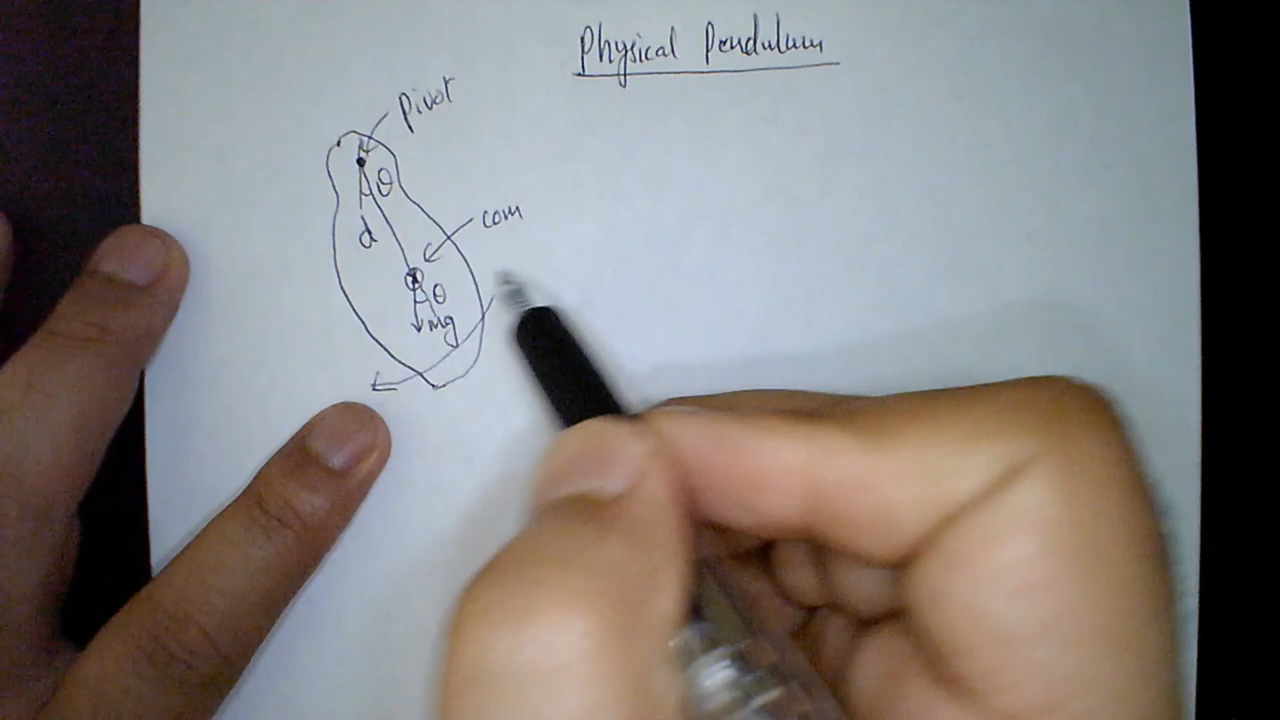 Physical Pendulum
pivot
θ
d
com
θ
mg